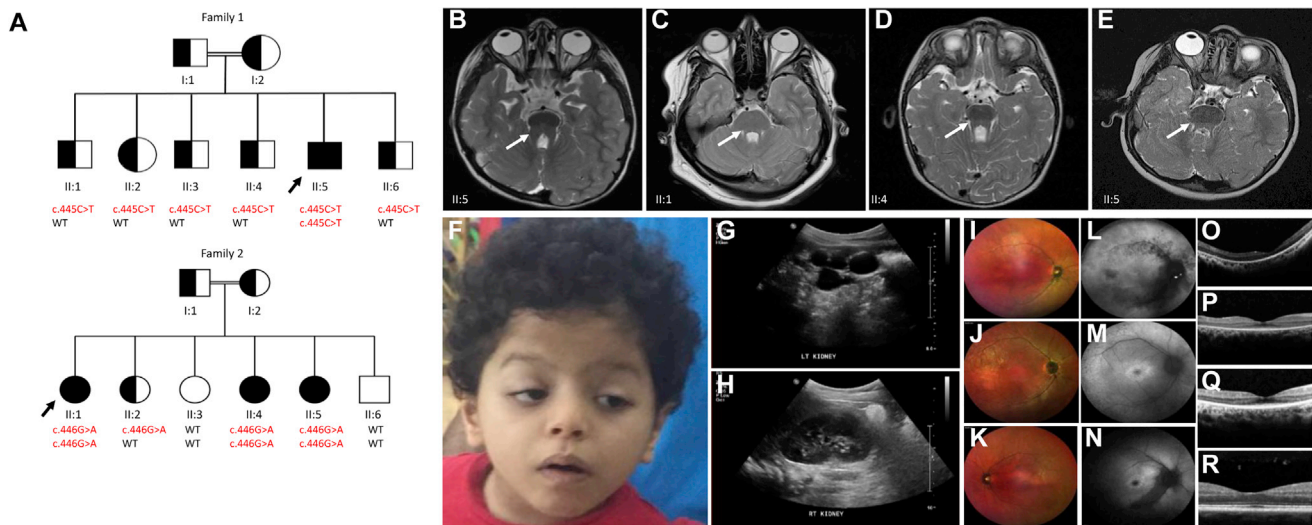 A
Family 1
I:1
I:2
II:1
II:2
II:3
II:4
II:5
II:6
c.445C>T
c.445C>T
c.445C>T
c.445C>T
c.445C>T
c.445C>T
WT
WT
WT
WT
c.445C>T
WT
Family 2
I:1
I:2
II:1
II:2
II:3
II:4
II:5
II:6
c.446G>A
c.446G>A
WT
c.446G>A
c.446G>A
WT
c.446G>A
WT
WT
c.446G>A
c.446G>A
WT
B
II:5
C
II:1
D
II:4
E
II:5
F
G
LT KIDNEY
H
RT KIDNEY
I
J
K
L
M
N
O
P
Q
R